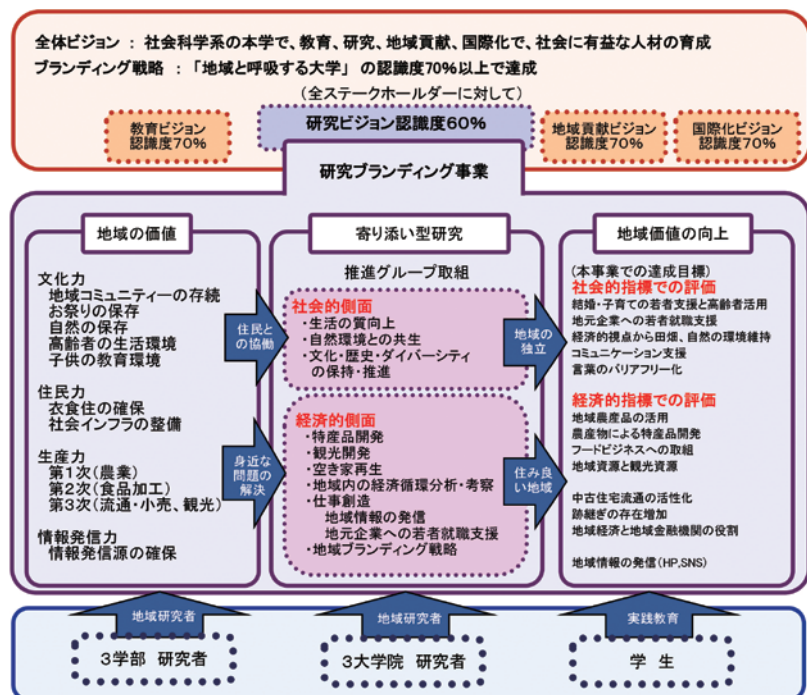 全体ビジョン : 社会科学系の本学で、教育、研究、地域貢献、国際化で、社会に有益な人材の育成
ブランディング戦略 : 「地域と呼吸する大学」 の認識度70%以上で達成
(全ステークホールダーに対して)
教育ビジョン
認識度70%
研究ビジョン認識度60%
地域貢献ビジョン
認識度70%
国際化ビジョン
認識度70%
研究ブランディング事業
地域の価値
文化力
地域コミュニティーの存続
お祭りの保存
自然の保存
高齢者の生活環境
子供の教育環境
住民力
衣食住の確保
社会インフラの整備
生産力
第1次(農業)
第2次(食品加工)
第3次(流通・小売、観光)
情報発信力
情報発信源の確保
住民と
の協働
身近な
問題の
解決
寄り添い型研究
推進グループ取組
社会的側面
・生活の質向上
・自然環境との共生
・文化・歴史・ダイバーシティ
の保持・推進
経済的側面
・特産品開発
・観光開発
・空き家再生
・地域内の経済循環分析・考察
・仕事創造
地域情報の発信
地元企業への若者就職支援
・地域ブランディング戦略
地域の
独立
住み良
い地域
地域価値の向上
(本事業での達成目標)
社会的指標での評価
結婚・子育ての若者支援と高齢者活用
地元企業への若者就職支援
経済的視点から田畑、自然の環境維持
コミュニケーション支援
言葉のバリアフリー化
経済的指標での評価
地域農産品の活用
農産物による特産品開発
フードビジネスへの取組
地域資源と観光資源
中古住宅流通の活性化
跡継ぎの存在増加
地域経済と地域金融機関の役割
地域情報の発信(HP,SNS)
地域研究者
地域研究者
実践教育
3学部 研究者
3大学院 研究者
学 生